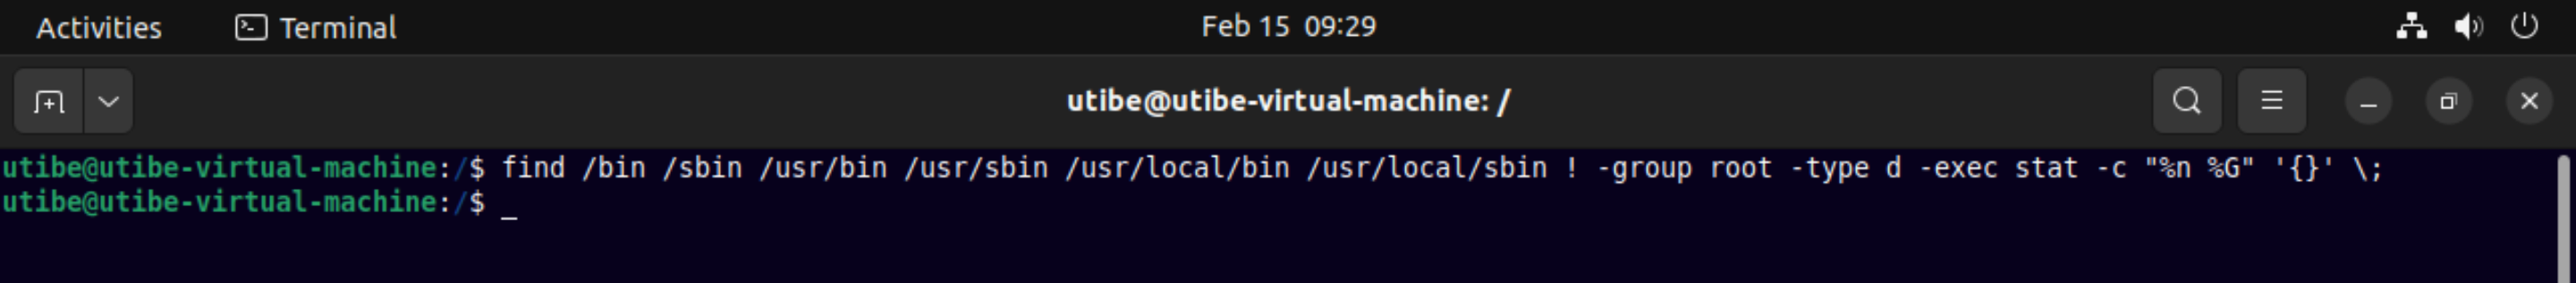 Activities Terminal Feb 15 09:29
utibe@utibe-virtual-machine: /
utibe@utibe-virtual-machine:/$ find /bin /sbin /usr/bin /usr/sbin /usr/local/bin /usr/local/sbin ! -group root -type d -exec stat -c "%n %G" '{}' \;
utibe@utibe-virtual-machine:/$ _